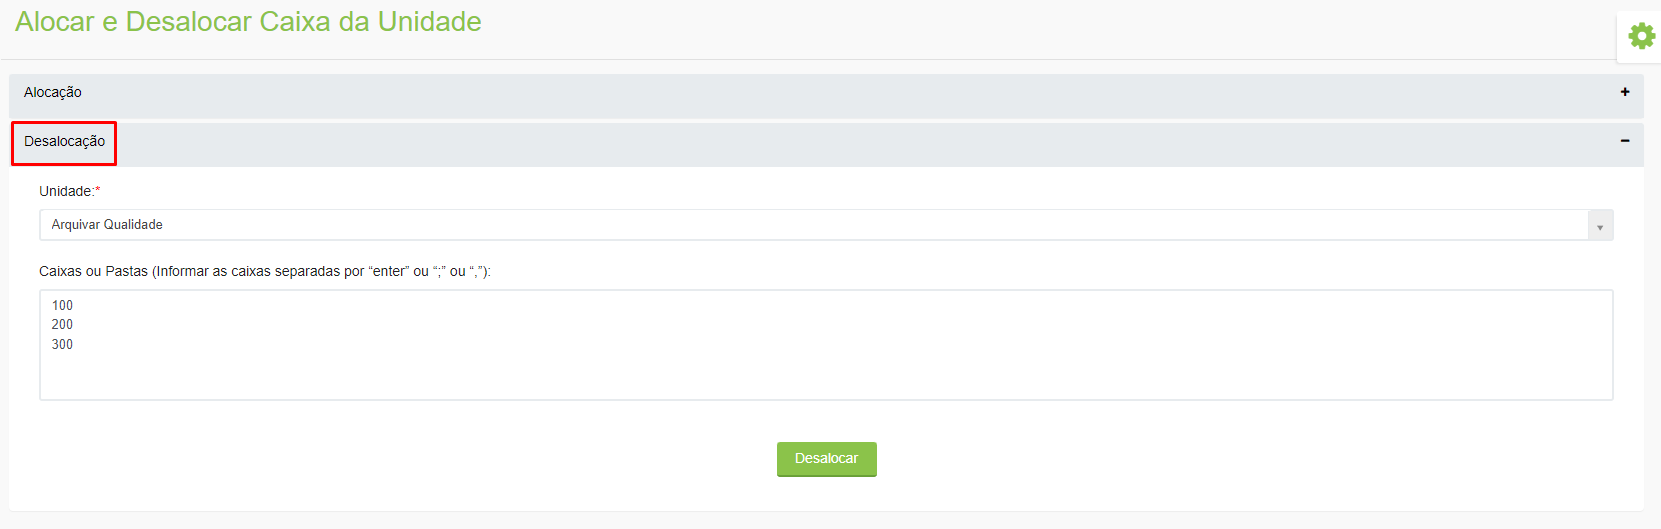 Alocar e Desalocar Caixa da Unidade
Alocação
+
Desalocação
−
Unidade:*
Arquivar Qualidade
Caixas ou Pastas (Informar as caixas separadas por “enter” ou “;” ou “,”):
100
200
300
Desalocar